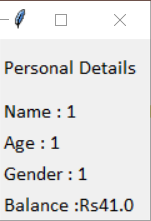 Personal Details
Name : 1
Age : 1
Gender : 1
Balance :Rs41.0